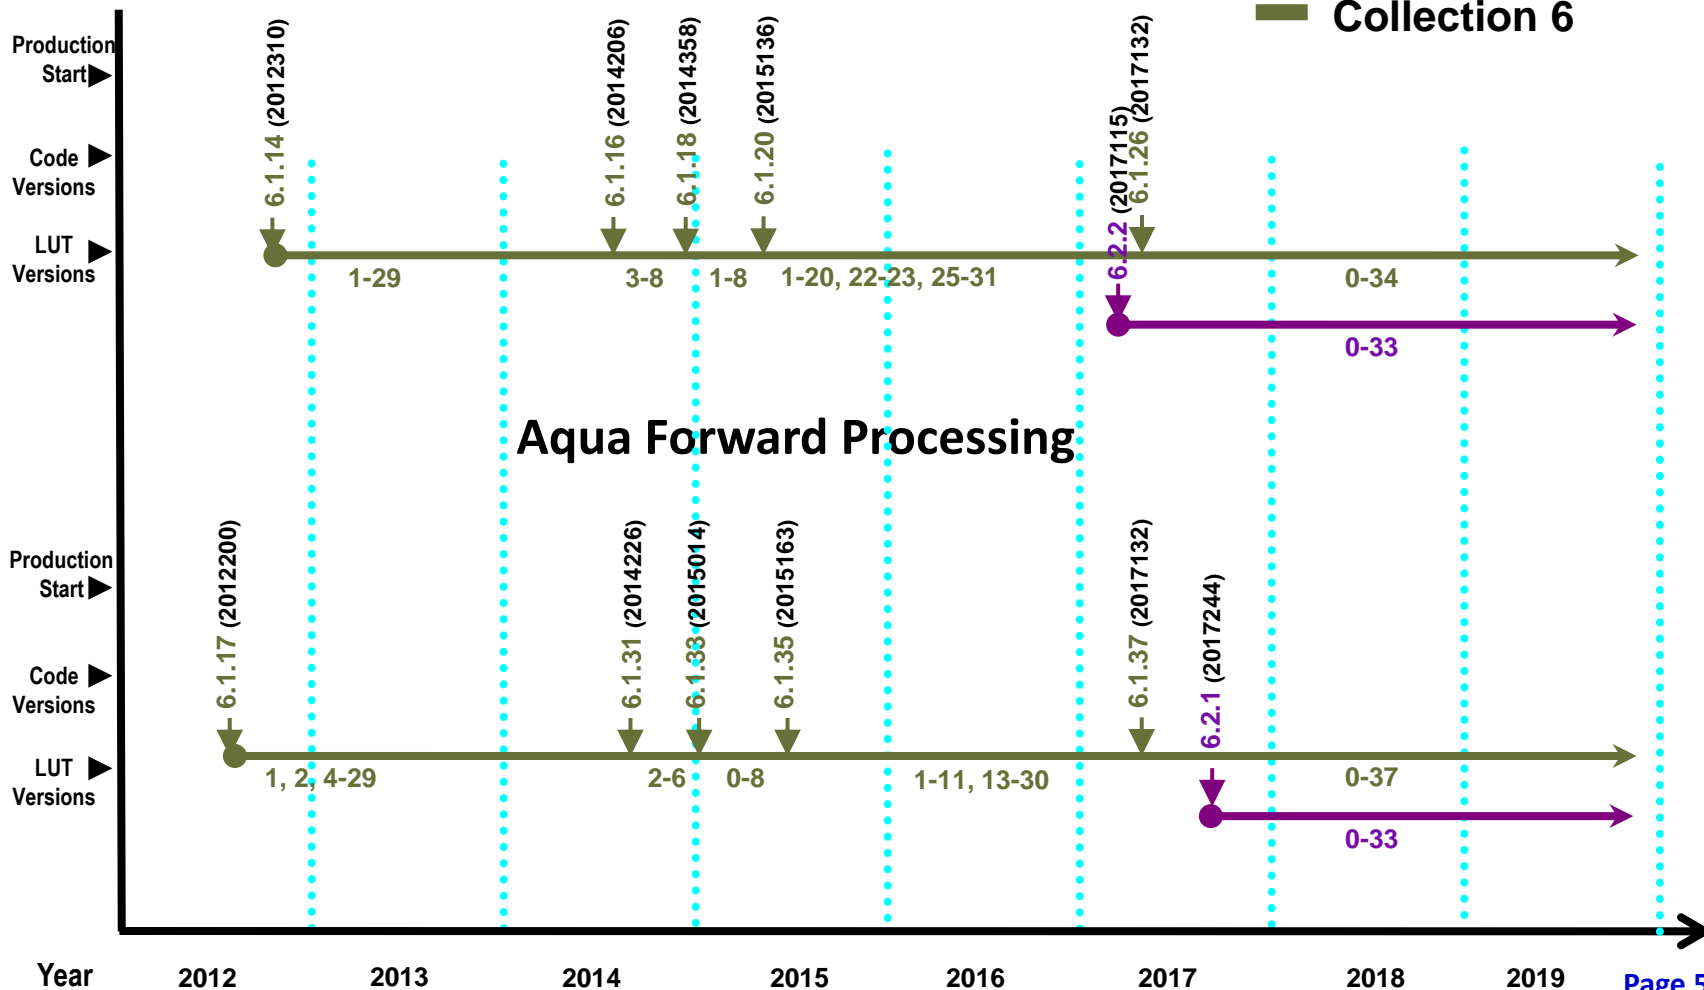 Collection 6
Production
Start
Code
Versions
LUT
Versions
6.1.14 (2012310)
6.1.16 (2014206)
6.1.18 (2014358)
6.1.20 (2015136)
6.2.2 (2017115)
6.1.26 (2017132)
1-29
3-8
1-8
1-20, 22-23, 25-31
0-34
0-33
Aqua Forward Processing
Production
Start
Code
Versions
LUT
Versions
6.1.17 (2012200)
6.1.31 (2014226)
6.1.33 (2015014)
6.1.35 (2015163)
6.1.37 (2017132)
6.2.1 (2017244)
1, 2, 4-29
2-6
0-8
1-11, 13-30
0-37
0-33
Year 2012 2013 2014 2015 2016 2017 2018 2019
Page 5